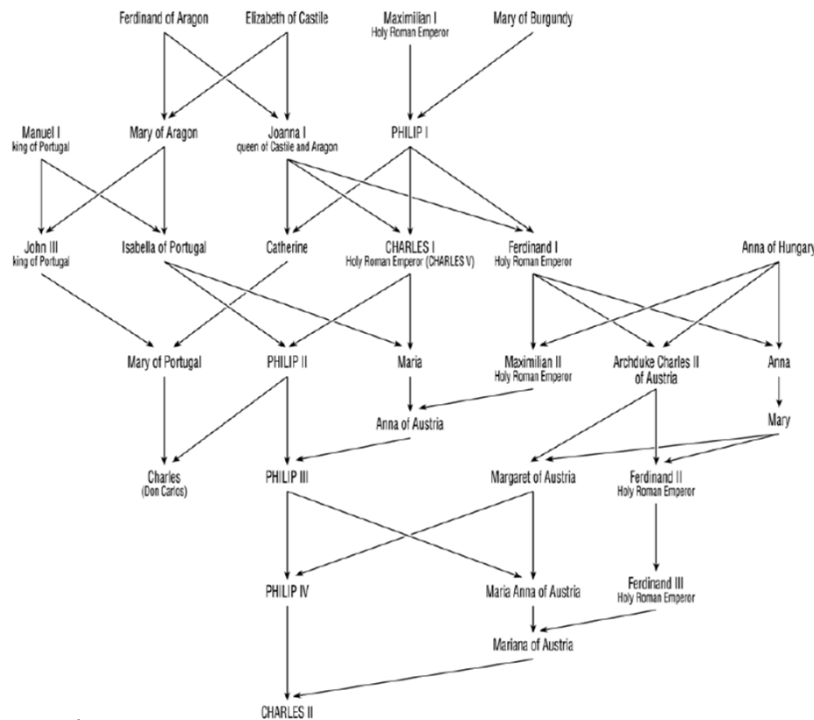 Ferdinand of Aragon
Elizabeth of Castile
Maximilian I
Holy Roman Emperor
Mary of Burgundy
Manuel I
king of Portugal
Mary of Aragon
Joanna I
queen of Castile and Aragon
PHILIP I
John III
king of Portugal
Isabella of Portugal
Catherine
CHARLES I
Holy Roman Emperor (CHARLES V)
Ferdinand I
Holy Roman Emperor
Anna of Hungary
Mary of Portugal
PHILIP II
Maria
Maximilian II
Holy Roman Emperor
Archduke Charles II
of Austria
Anna
Anna of Austria
Mary
Charles
(Don Carlos)
PHILIP III
Margaret of Austria
Ferdinand II
Holy Roman Emperor
PHILIP IV
Maria Anna of Austria
Ferdinand III
Holy Roman Emperor
Mariana of Austria
CHARLES II